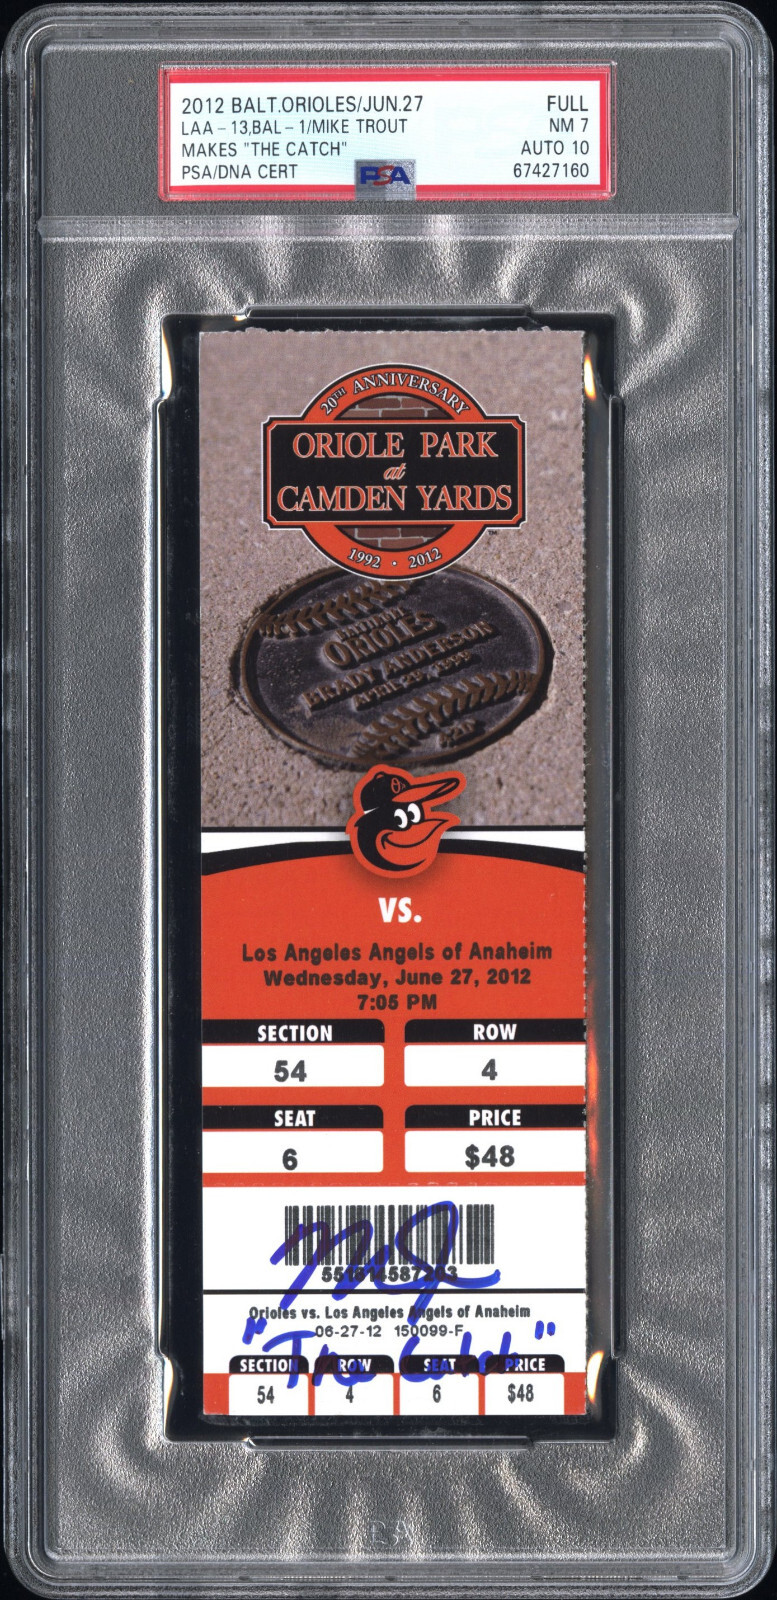 2012 BALT.ORIOLES/JUN.27 FULL
LAA - 13,BAL - 1/MIKE TROUT NM 7
MAKES "THE CATCH" AUTO 10
PSA/DNA CERT PSA 67427160
20TH ANNIVERSARY
ORIOLE PARK
at
CAMDEN YARDS
TM
1992 · 2012
BALTIMORE
ORIOLES
BRADY ANDERSON
VS.
Los Angeles Angels of Anaheim
Wednesday, June 27, 2012
7:05 PM
SECTION ROW
54 4
SEAT PRICE
6 $48
Orioles vs. Los Angeles Angels of Anaheim
06-27-12 150099-F
"The Catch"
SECTION ROW SEAT PRICE
54 4 6 $48